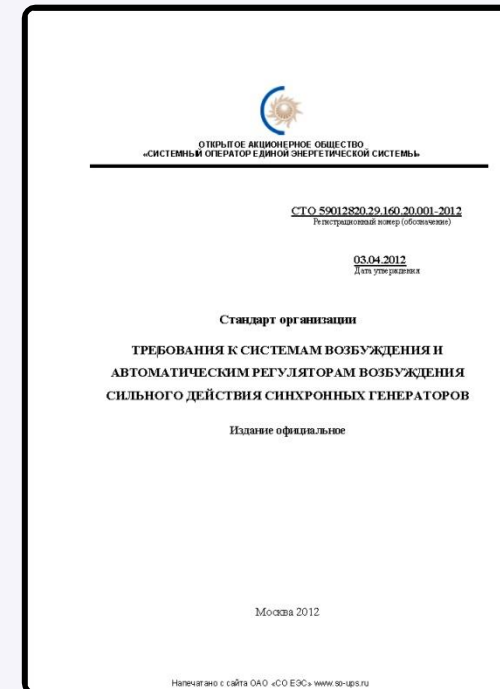 ОТКРЫТОЕ АКЦИОНЕРНОЕ ОБЩЕСТВО
«СИСТЕМНЫЙ ОПЕРАТОР ЕДИНОЙ ЭНЕРГЕТИЧЕСКОЙ СИСТЕМЫ»
СТО 59012820.29.160.20.001-2012
Регистрационный номер (обозначение)
03.04.2012
Дата утверждения
Стандарт организации
ТРЕБОВАНИЯ К СИСТЕМАМ ВОЗБУЖДЕНИЯ И
АВТОМАТИЧЕСКИМ РЕГУЛЯТОРАМ ВОЗБУЖДЕНИЯ
СИЛЬНОГО ДЕЙСТВИЯ СИНХРОННЫХ ГЕНЕРАТОРОВ
Издание официальное
Москва 2012
Напечатано с сайта ОАО «СО ЕЭС» www.so-ups.ru